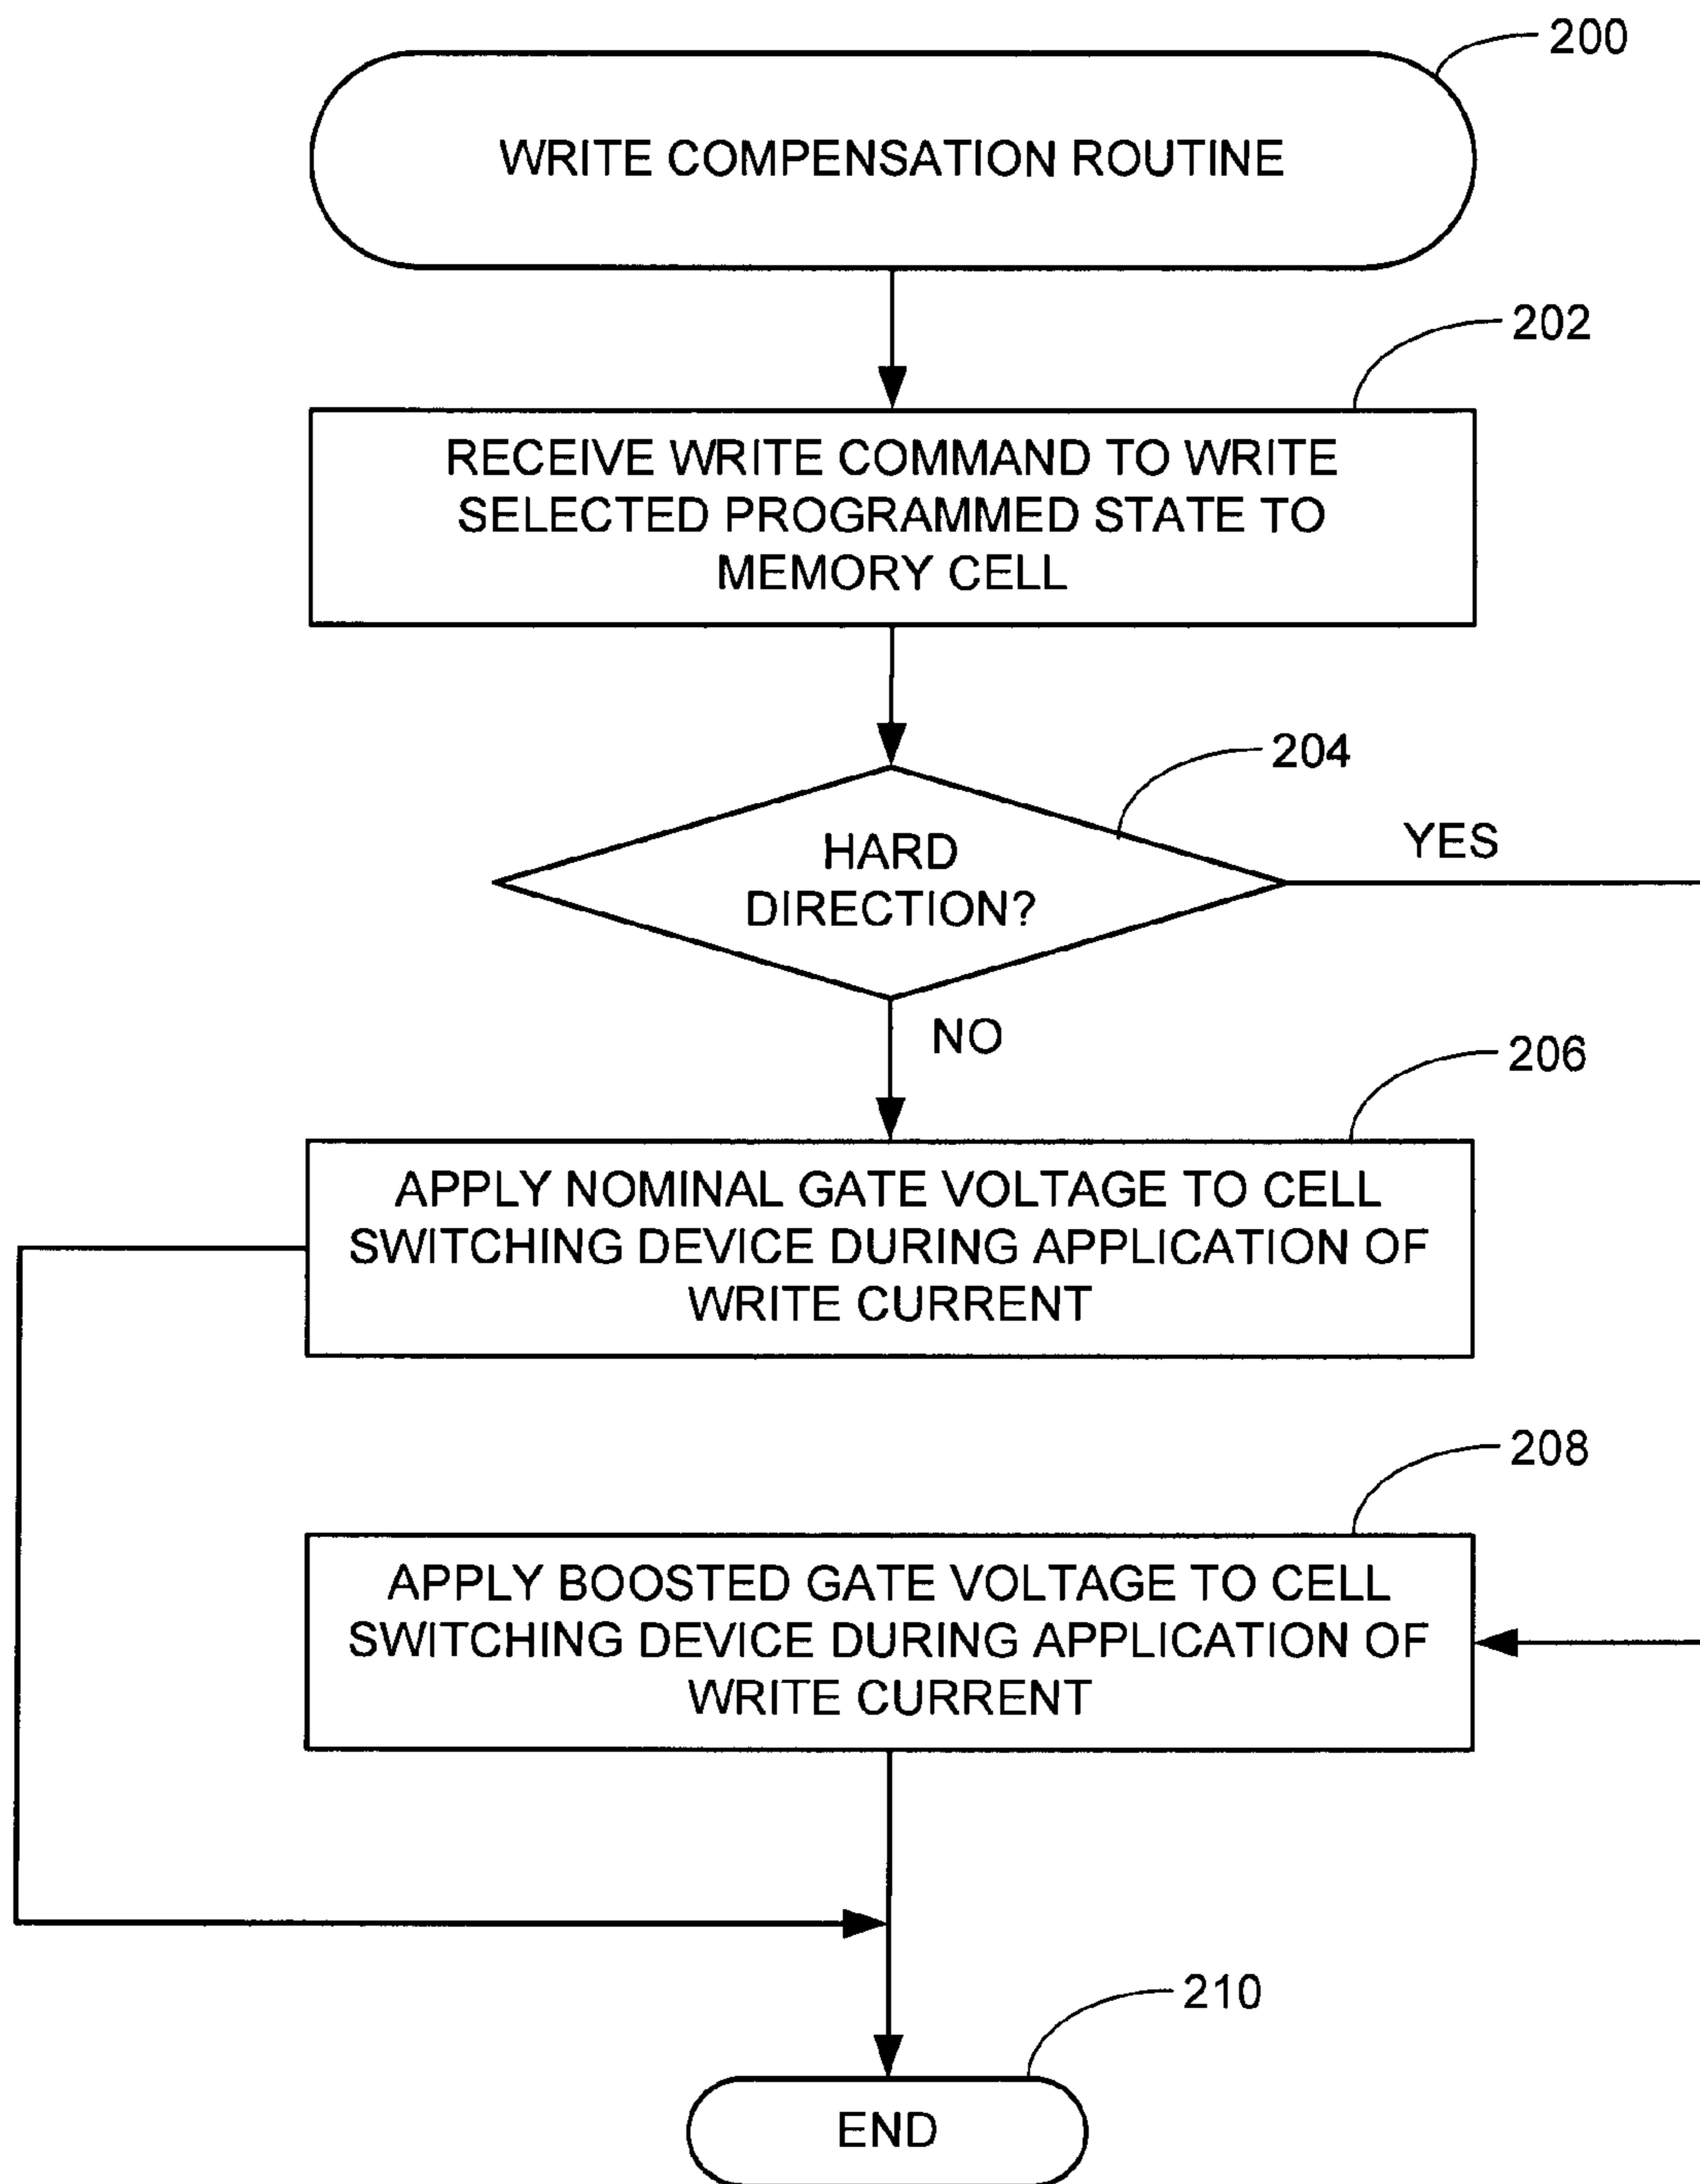 200
WRITE COMPENSATION ROUTINE
202
RECEIVE WRITE COMMAND TO WRITE
SELECTED PROGRAMMED STATE TO
MEMORY CELL
204
HARD
DIRECTION?
YES
NO
206
APPLY NOMINAL GATE VOLTAGE TO CELL
SWITCHING DEVICE DURING APPLICATION OF
WRITE CURRENT
208
APPLY BOOSTED GATE VOLTAGE TO CELL
SWITCHING DEVICE DURING APPLICATION OF
WRITE CURRENT
210
END